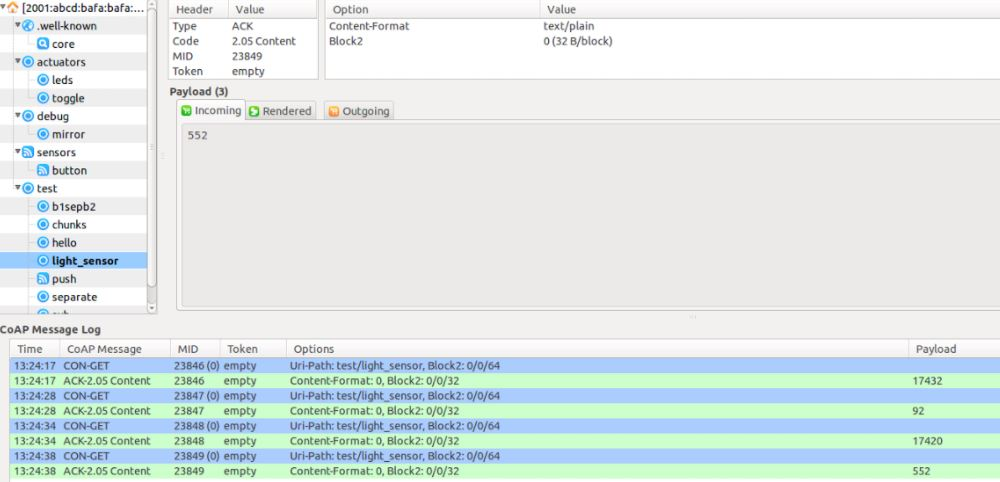 [2001:abcd:bafa:bafa:...
.well-known
core
actuators
leds
toggle
debug
mirror
sensors
button
test
b1sepb2
chunks
hello
light_sensor
push
separate
Header Value
Type ACK
Code 2.05 Content
MID 23849
Token empty
Option Value
Content-Format text/plain
Block2 0 (32 B/block)
Payload (3)
Incoming Rendered Outgoing
552
CoAP Message Log
Time CoAP Message MID Token Options Payload
13:24:17 CON-GET 23846 (0) empty Uri-Path: test/light_sensor, Block2: 0/0/64
13:24:17 ACK-2.05 Content 23846 empty Content-Format: 0, Block2: 0/0/32 17432
13:24:28 CON-GET 23847 (0) empty Uri-Path: test/light_sensor, Block2: 0/0/64
13:24:28 ACK-2.05 Content 23847 empty Content-Format: 0, Block2: 0/0/32 92
13:24:34 CON-GET 23848 (0) empty Uri-Path: test/light_sensor, Block2: 0/0/64
13:24:34 ACK-2.05 Content 23848 empty Content-Format: 0, Block2: 0/0/32 17420
13:24:38 CON-GET 23849 (0) empty Uri-Path: test/light_sensor, Block2: 0/0/64
13:24:38 ACK-2.05 Content 23849 empty Content-Format: 0, Block2: 0/0/32 552